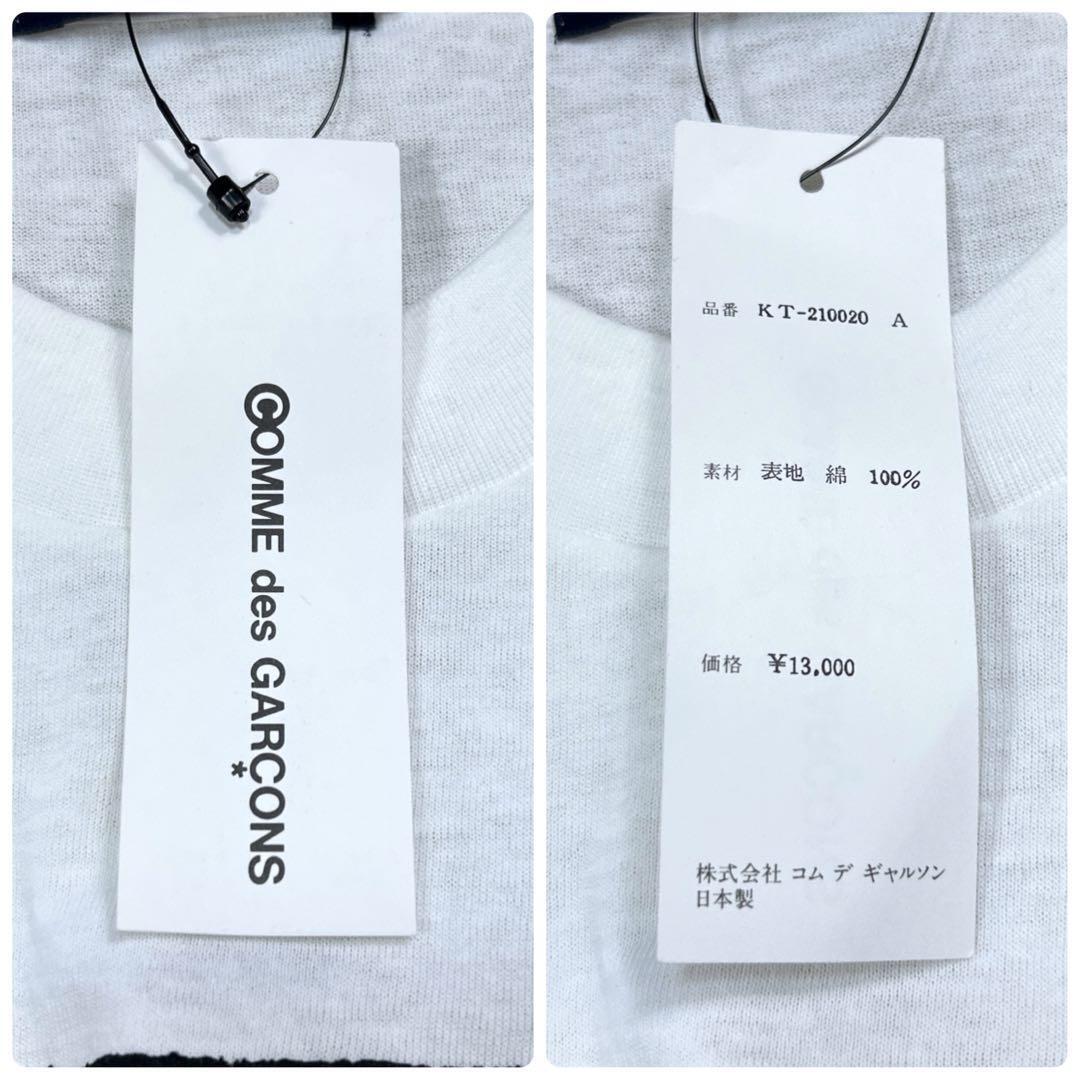 COMME des GARÇONS
品番 KT-210020 A
素材 表地 綿 100%
価格 ¥13,000
株式会社 コム デ ギャルソン
日本製